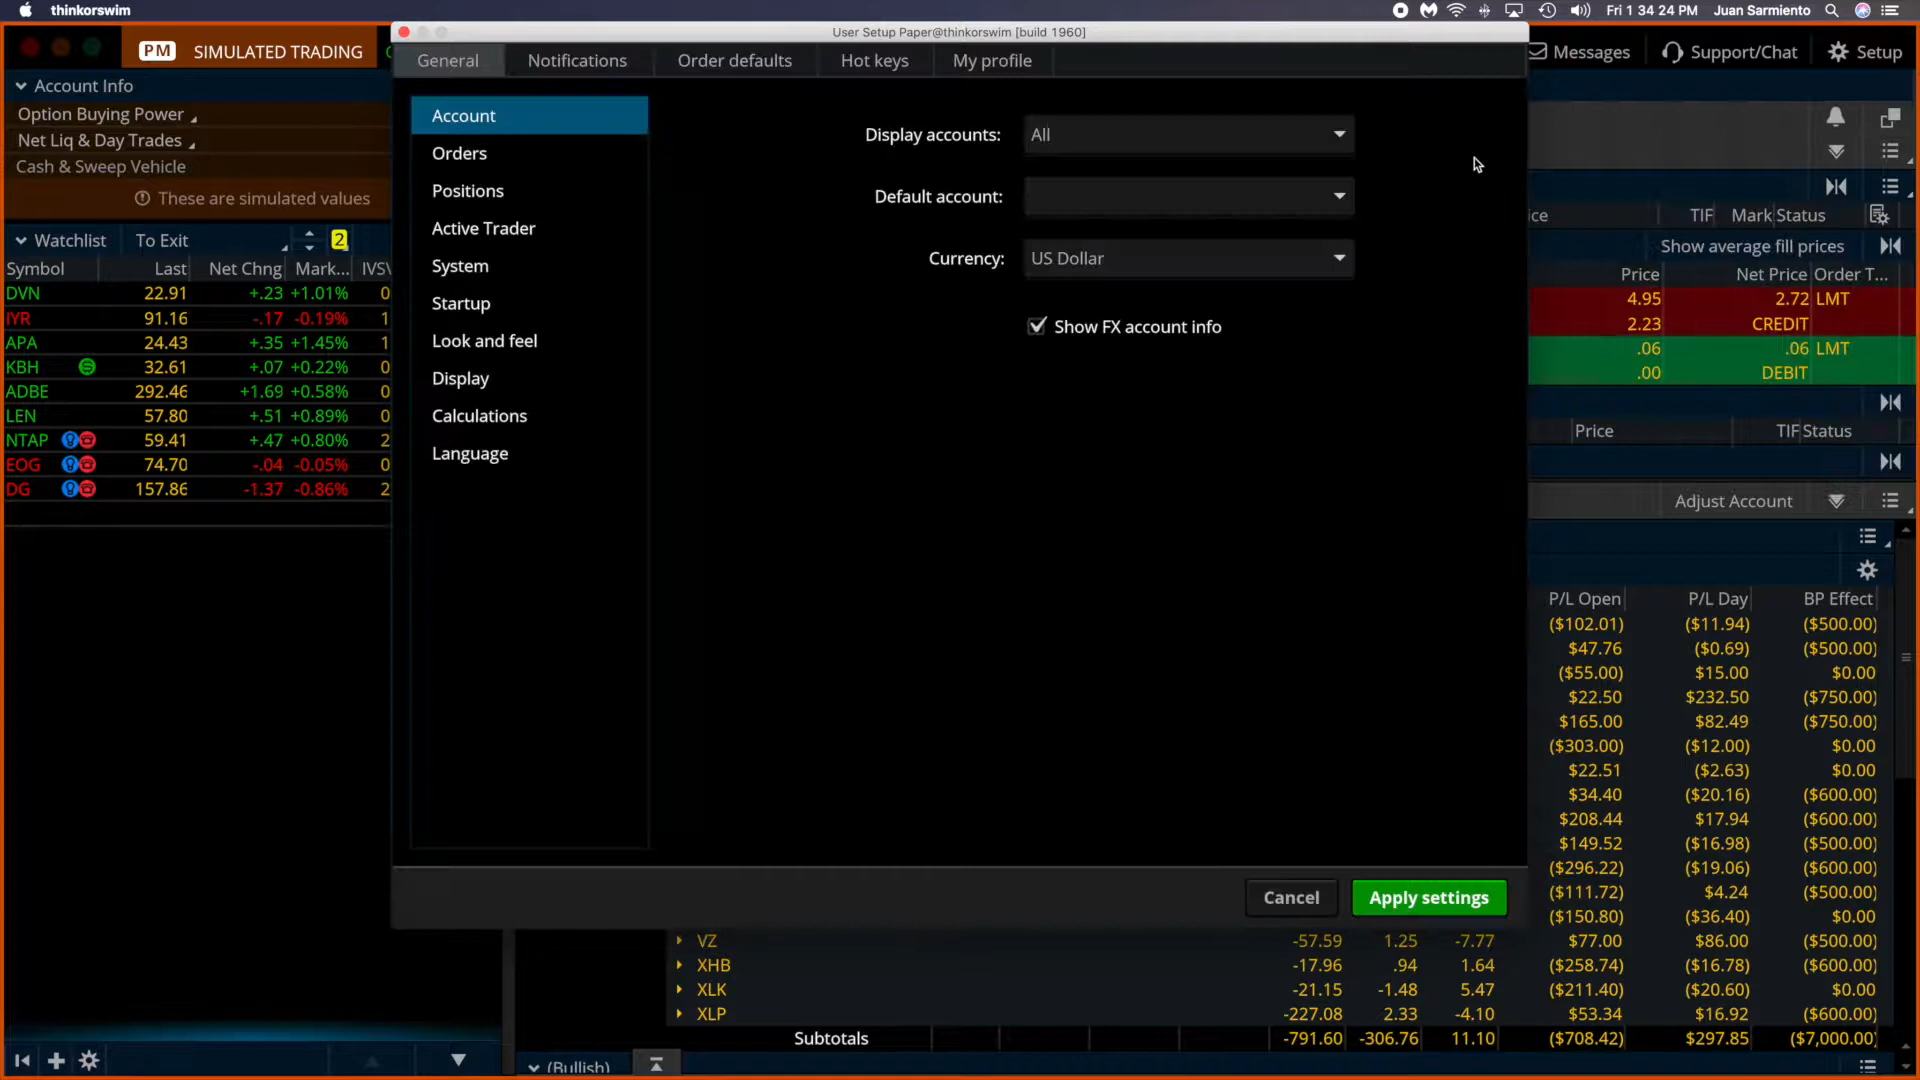 thinkorswim
Fri 1 34 24 PM Juan Sarmiento
User Setup Paper@thinkorswim [build 1960]
PM SIMULATED TRADING
Messages Support/Chat Setup
General Notifications Order defaults Hot keys My profile
Account Info
Option Buying Power
Net Liq & Day Trades
Cash & Sweep Vehicle
These are simulated values
Watchlist To Exit 2
Symbol Last Net Chng Mark... IVSV
DVN 22.91 +.23 +1.01% 0
IYR 91.16 -.17 -0.19% 1
APA 24.43 +.35 +1.45% 1
KBH 32.61 +.07 +0.22% 0
ADBE 292.46 +1.69 +0.58% 0
LEN 57.80 +.51 +0.89% 0
NTAP 59.41 +.47 +0.80% 2
EOG 74.70 -.04 -0.05% 0
DG 157.86 -1.37 -0.86% 2
Account
Orders
Positions
Active Trader
System
Startup
Look and feel
Display
Calculations
Language
Display accounts: All
Default account:
Currency: US Dollar
Show FX account info
Cancel Apply settings
ice TIF Mark Status
Show average fill prices
Price Net Price Order T...
4.95 2.72 LMT
2.23 CREDIT
.06 .06 LMT
.00 DEBIT
Price TIF Status
Adjust Account
P/L Open P/L Day BP Effect
($102.01) ($11.94) ($500.00)
$47.76 ($0.69) ($500.00)
($55.00) $15.00 $0.00
$22.50 $232.50 ($750.00)
$165.00 $82.49 ($750.00)
($303.00) ($12.00) $0.00
$22.51 ($2.63) $0.00
$34.40 ($20.16) ($600.00)
$208.44 $17.94 ($600.00)
$149.52 ($16.98) ($600.00)
($296.22) ($19.06) ($600.00)
($111.72) $4.24 ($500.00)
($150.80) ($36.40) $0.00
VZ -57.59 1.25 -7.77 $77.00 $86.00 ($500.00)
XHB -17.96 .94 1.64 ($258.74) ($16.78) ($600.00)
XLK -21.15 -1.48 5.47 ($211.40) ($20.60) $0.00
XLP -227.08 2.33 -4.10 $53.34 $16.92 ($600.00)
Subtotals -791.60 -306.76 11.10 ($708.42) $297.85 ($7,000.00)
(Bullish)